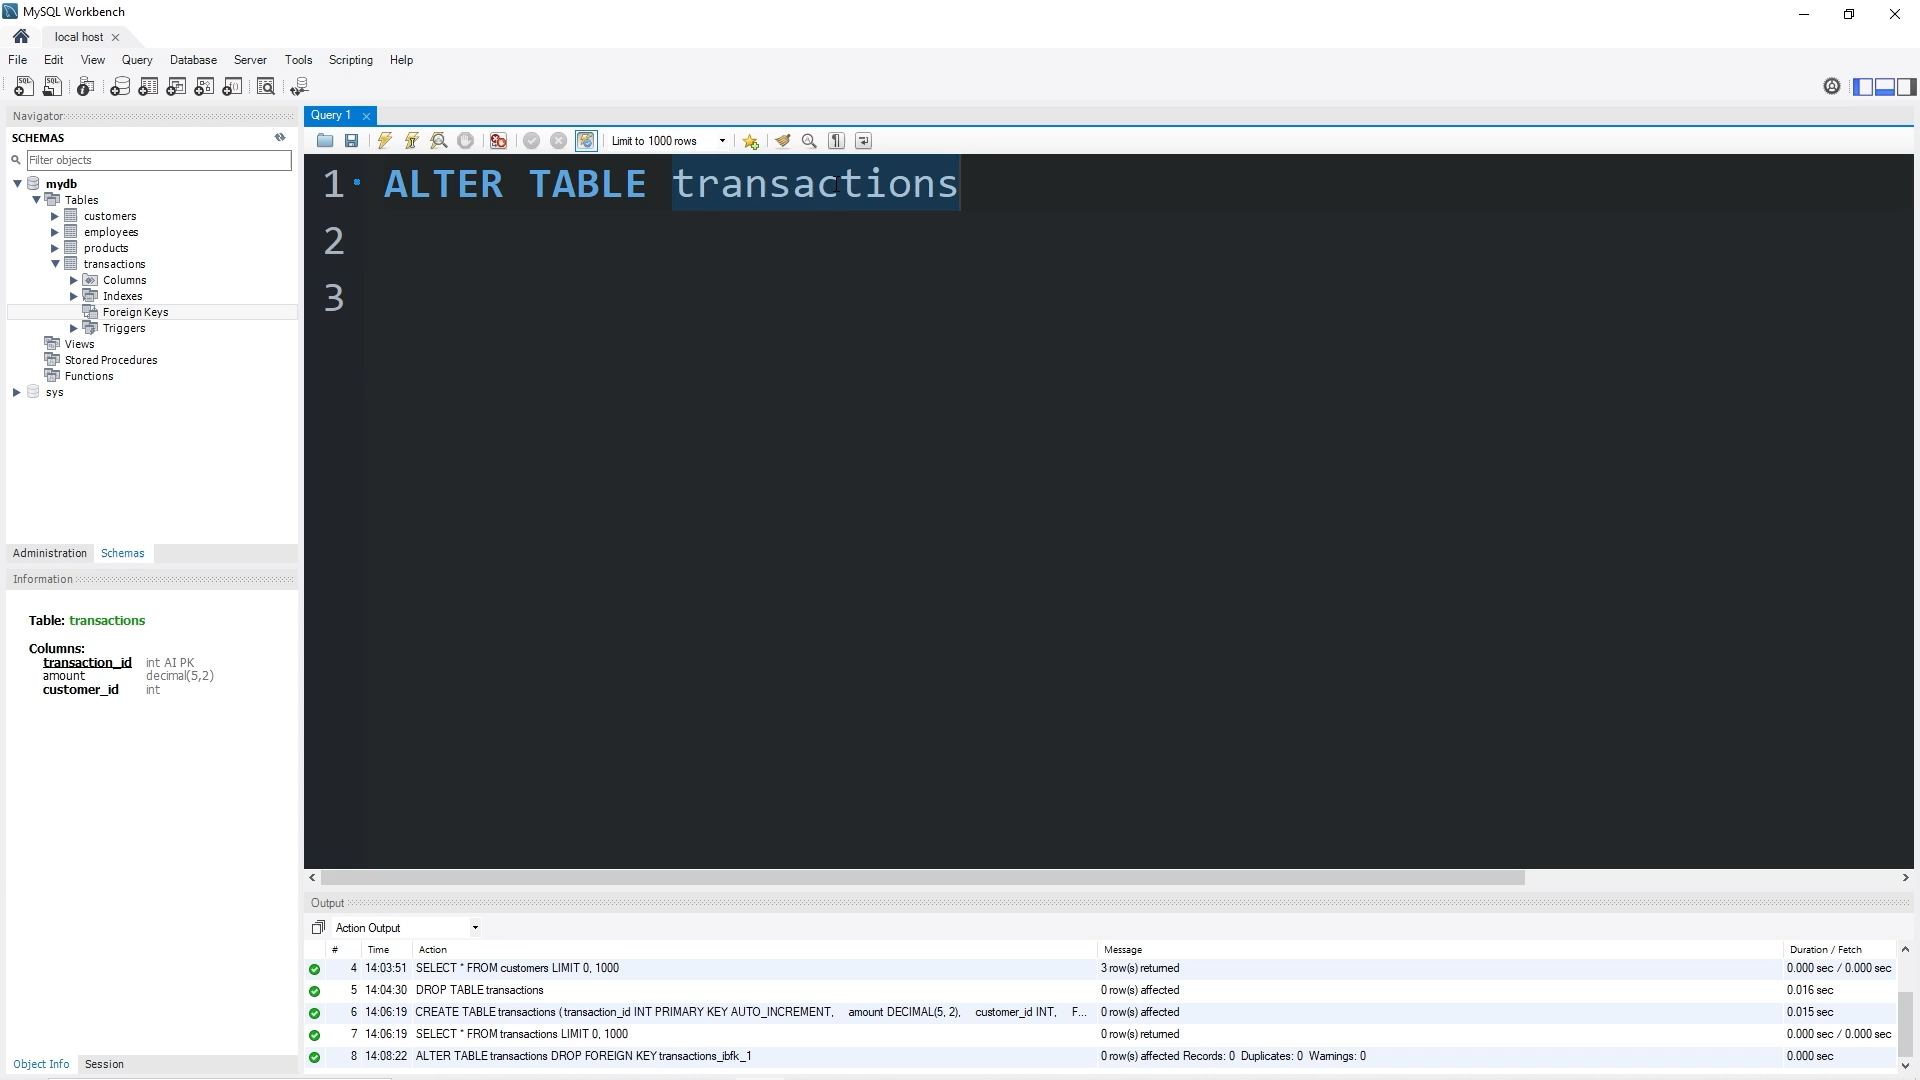 MySQL Workbench
local host
File Edit View Query Database Server Tools Scripting Help
Navigator
SCHEMAS
Filter objects
mydb
Tables
customers
employees
products
transactions
Columns
Indexes
Foreign Keys
Triggers
Views
Stored Procedures
Functions
sys
Administration Schemas
Information
Table: transactions
Columns:
transaction_id int AI PK
amount decimal(5,2)
customer_id int
Object Info Session
Query 1
Limit to 1000 rows
1 ALTER TABLE transactions
2
3
Output
Action Output
# Time Action Message Duration / Fetch
4 14:03:51 SELECT * FROM customers LIMIT 0, 1000 3 row(s) returned 0.000 sec / 0.000 sec
5 14:04:30 DROP TABLE transactions 0 row(s) affected 0.016 sec
6 14:06:19 CREATE TABLE transactions ( transaction_id INT PRIMARY KEY AUTO_INCREMENT, amount DECIMAL(5, 2), customer_id INT, F... 0 row(s) affected 0.015 sec
7 14:06:19 SELECT * FROM transactions LIMIT 0, 1000 0 row(s) returned 0.000 sec / 0.000 sec
8 14:08:22 ALTER TABLE transactions DROP FOREIGN KEY transactions_ibfk_1 0 row(s) affected Records: 0 Duplicates: 0 Warnings: 0 0.000 sec